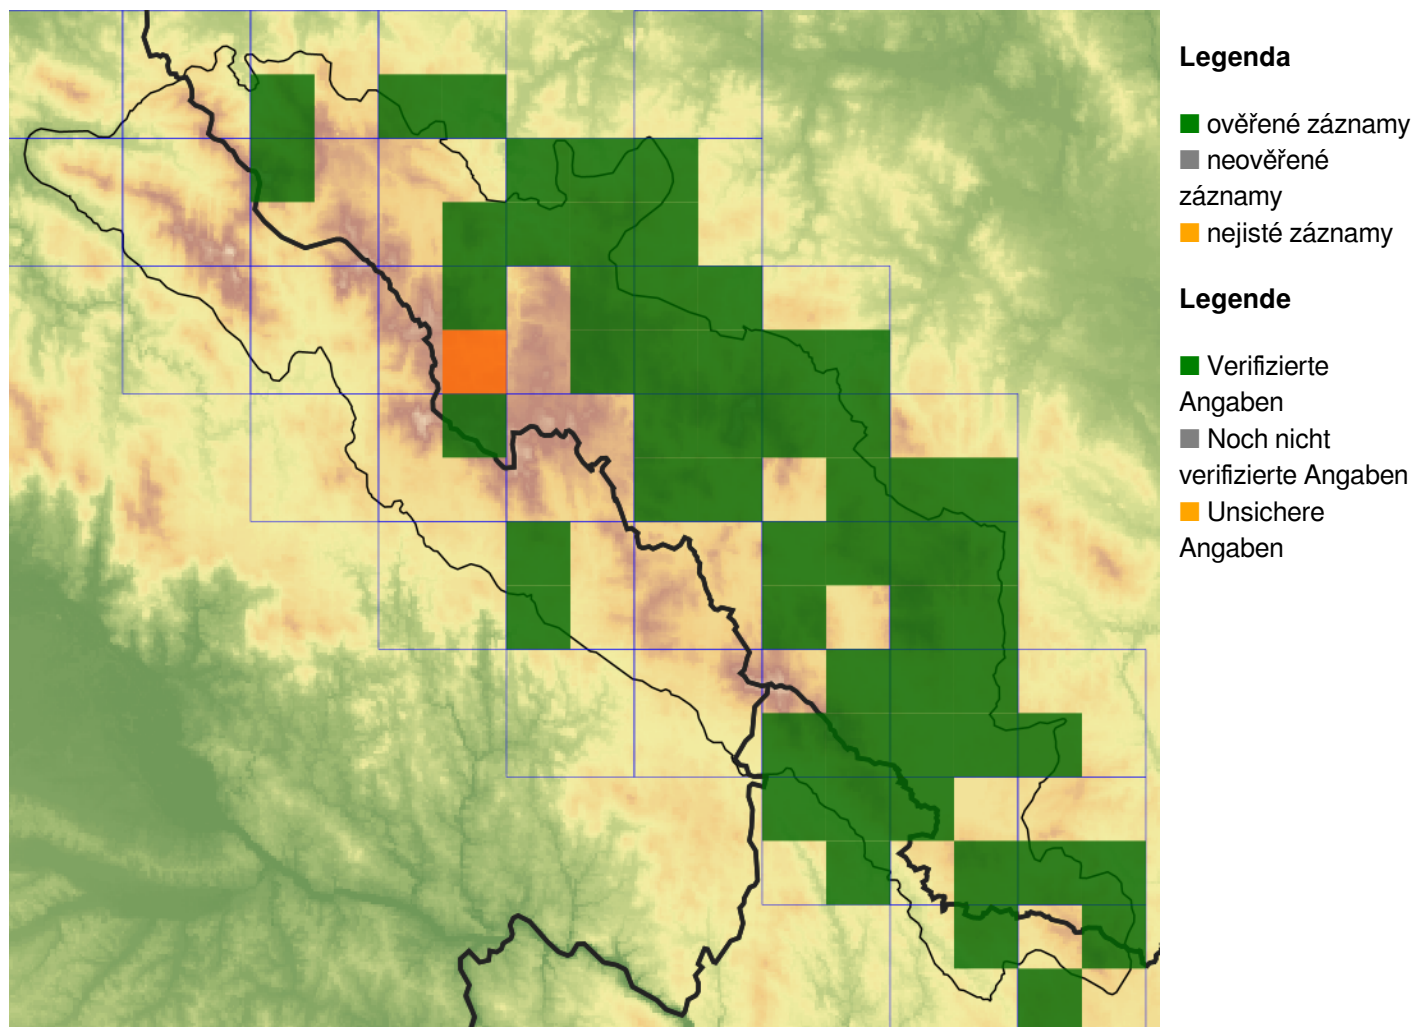 Legenda
ověřené záznamy
neověřené
záznamy
nejisté záznamy
Legende
Verifizierte
Angaben
Noch nicht
verifizierte Angaben
Unsichere
Angaben